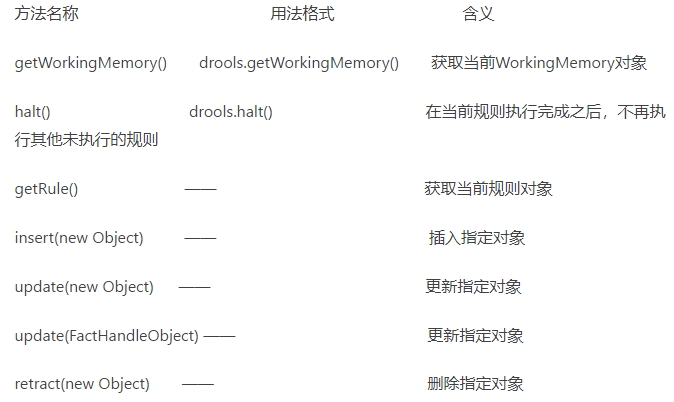 方法名称 用法格式 含义
getWorkingMemory() drools.getWorkingMemory() 获取当前WorkingMemory对象
halt() drools.halt() 在当前规则执行完成之后，不再执
行其他未执行的规则
getRule() —— 获取当前规则对象
insert(new Object) —— 插入指定对象
update(new Object) —— 更新指定对象
update(FactHandleObject) —— 更新指定对象
retract(new Object) —— 删除指定对象